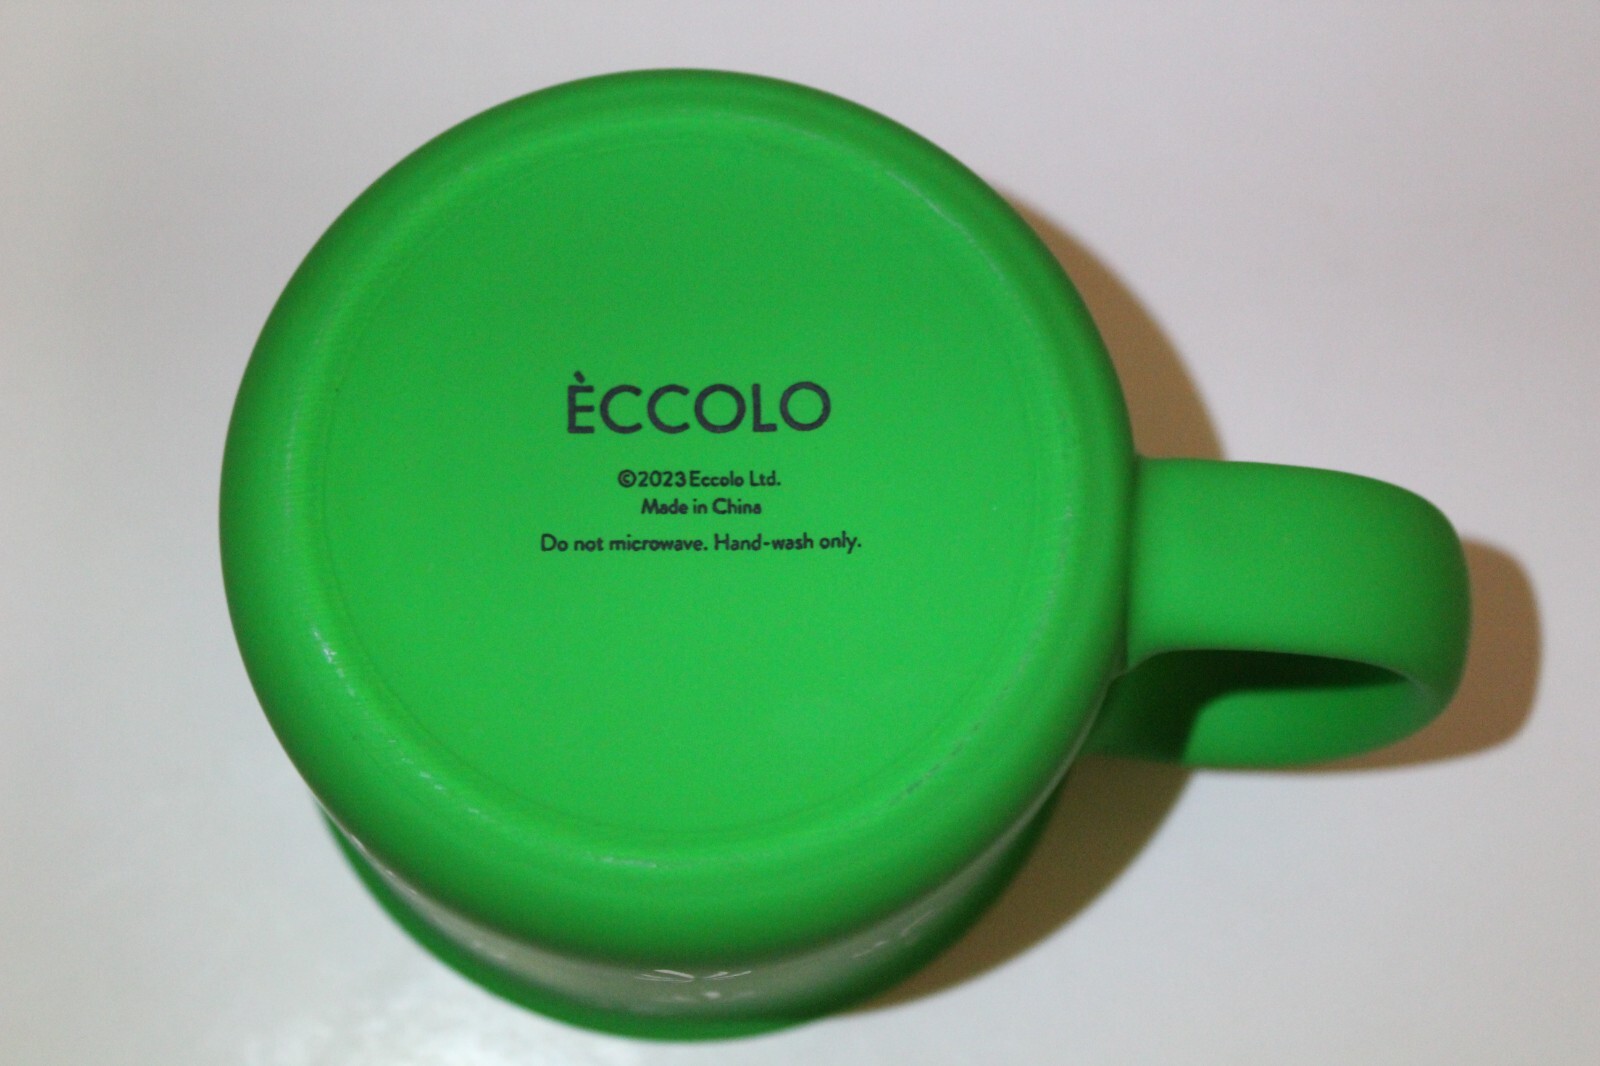 ÈCCOLO
©2023 Eccolo Ltd.
Made in China
Do not microwave. Hand-wash only.